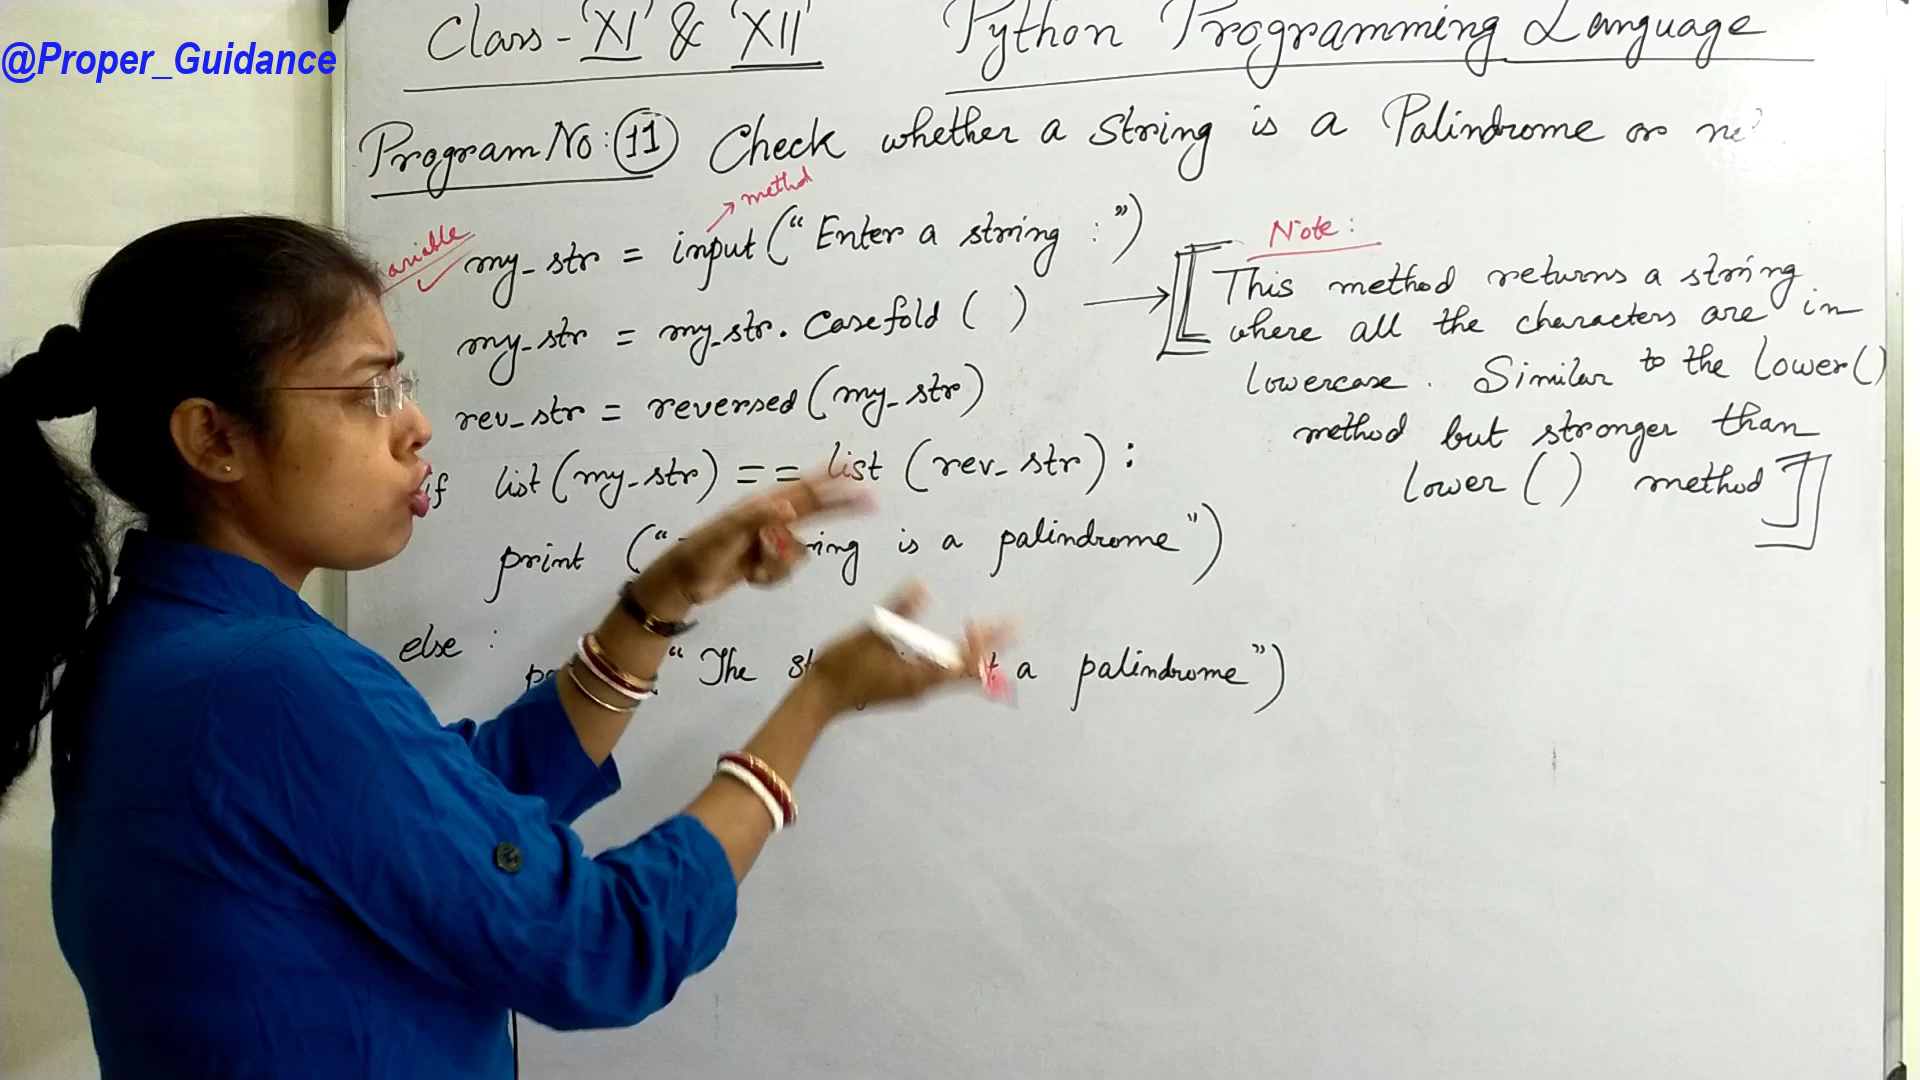 @Proper_Guidance
Class - 'XI' & 'XII' Python Programming Language
Program No: 11 Check whether a string is a Palindrome or
method
variable
my_str = input ("Enter a string :")
my_str = my_str. Casefold ( )
rev_str = reversed (my_str)
if list (my_str) == list (rev_str) :
print (" is a palindrome")
else :
"The a palindrome")
Note :
This method returns a string
where all the characters are in
lowercase. Similar to the lower()
method but stronger than
lower ( ) method